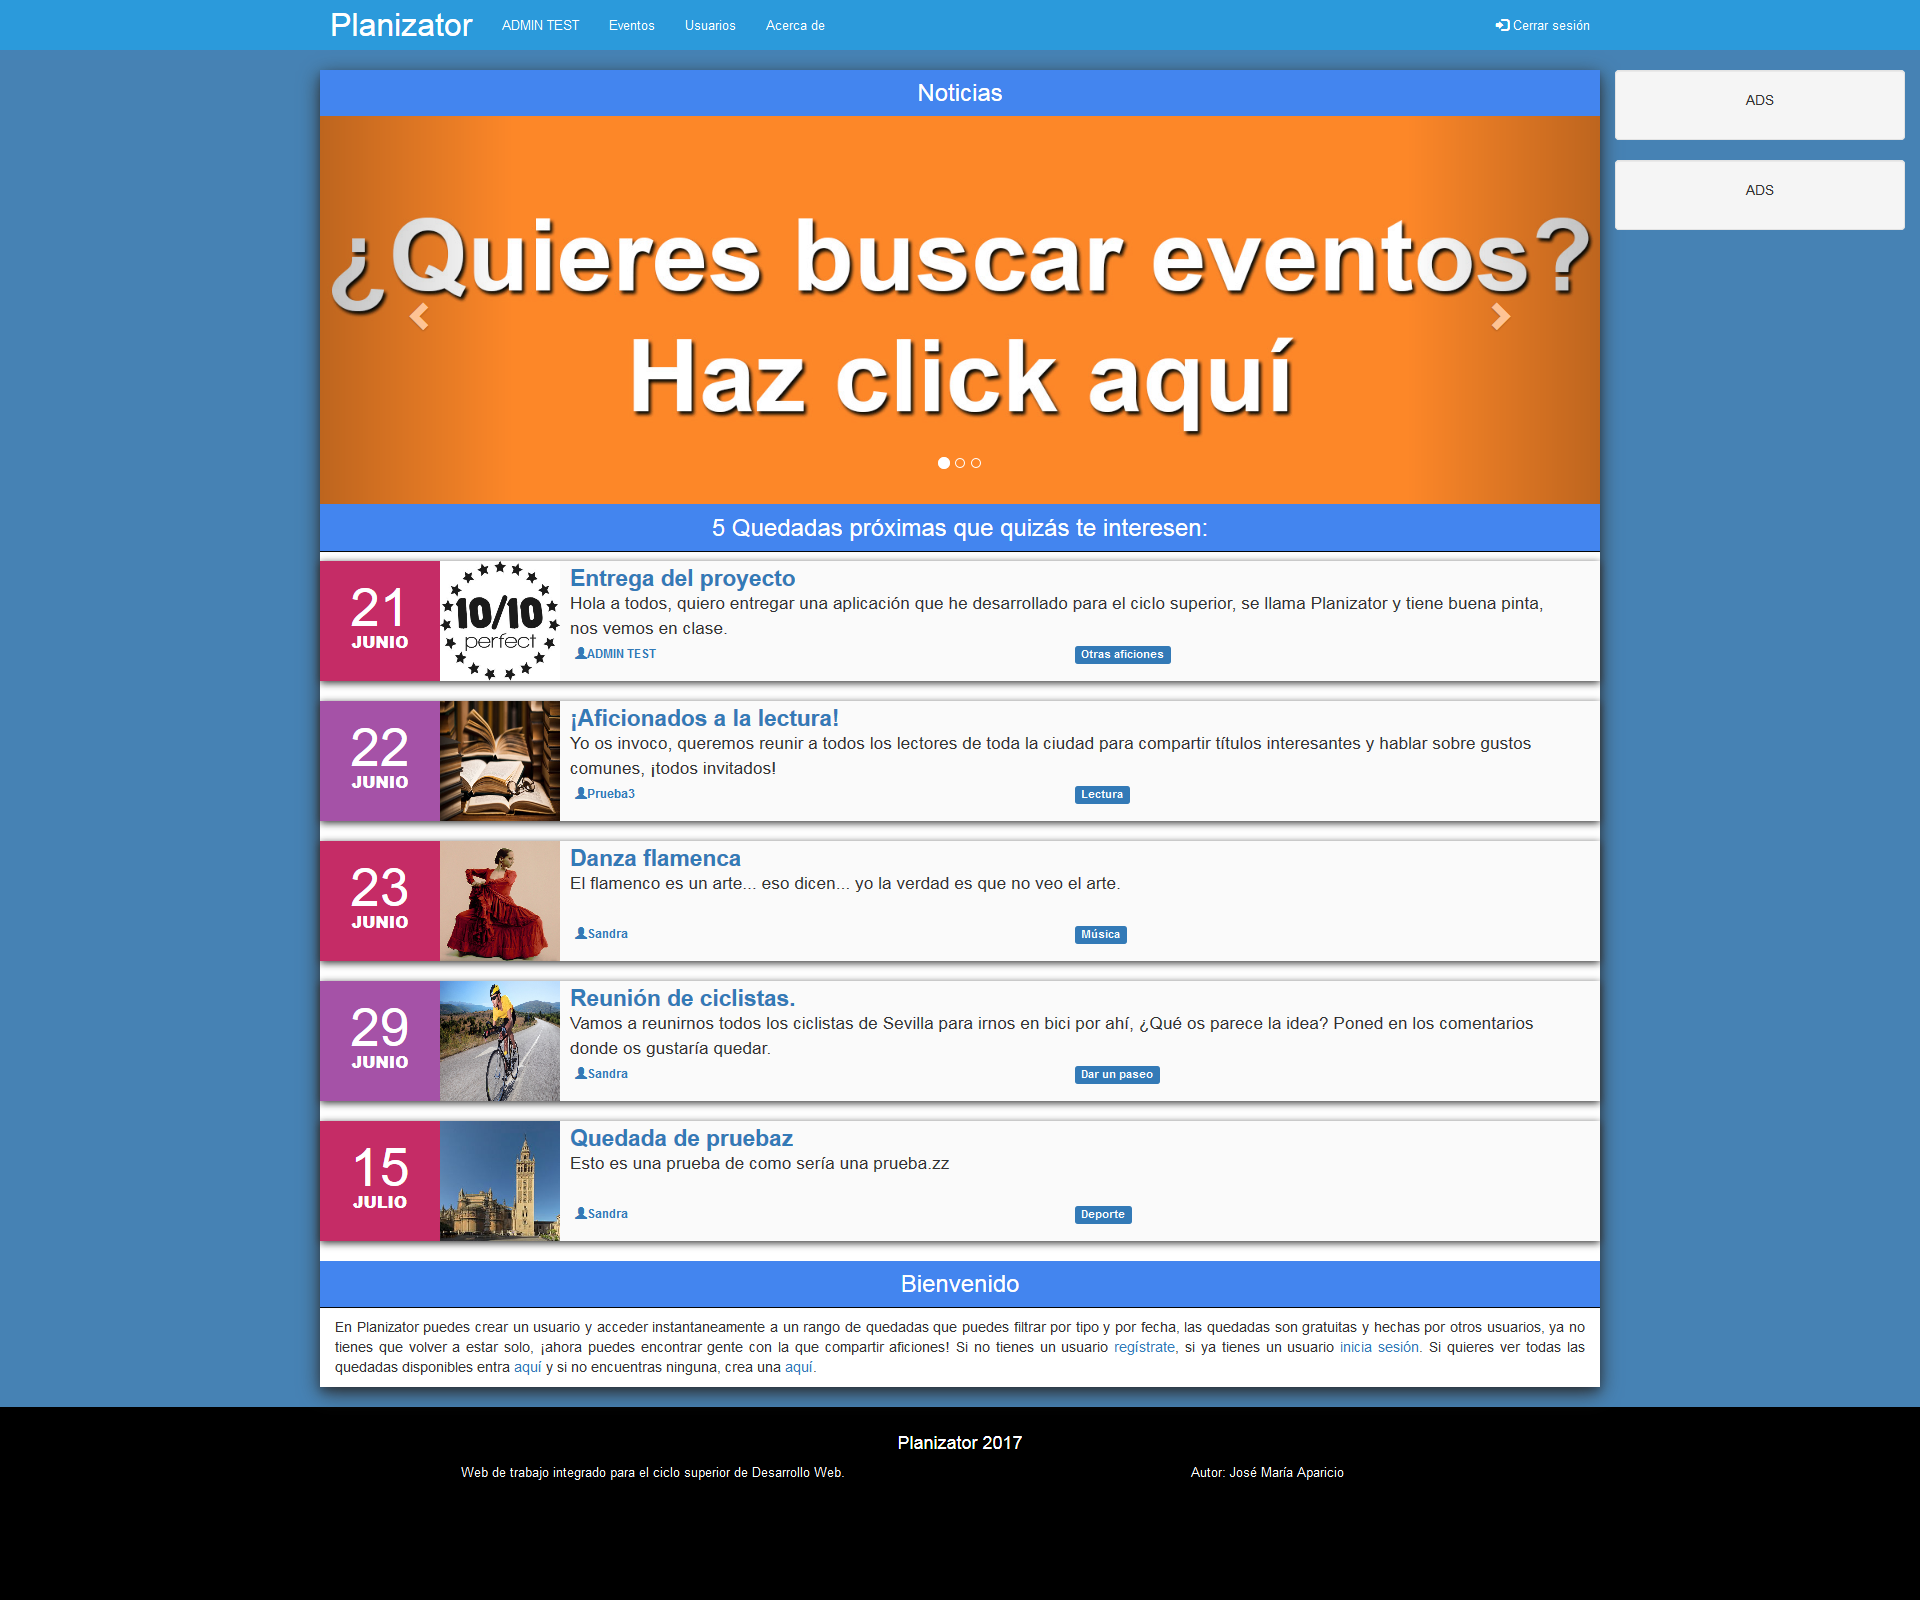 Planizator ADMIN TEST Eventos Usuarios Acerca de Cerrar sesión
Noticias
ADS
ADS
¿Quieres buscar eventos?
Haz click aquí
5 Quedadas próximas que quizás te interesen:
21
JUNIO
10/10
perfect
Entrega del proyecto
Hola a todos, quiero entregar una aplicación que he desarrollado para el ciclo superior, se llama Planizator y tiene buena pinta,
nos vemos en clase.
ADMIN TEST Otras aficiones
22
JUNIO
¡Aficionados a la lectura!
Yo os invoco, queremos reunir a todos los lectores de toda la ciudad para compartir títulos interesantes y hablar sobre gustos
comunes, ¡todos invitados!
Prueba3 Lectura
23
JUNIO
Danza flamenca
El flamenco es un arte... eso dicen... yo la verdad es que no veo el arte.
Sandra Música
29
JUNIO
Reunión de ciclistas.
Vamos a reunirnos todos los ciclistas de Sevilla para irnos en bici por ahí, ¿Qué os parece la idea? Poned en los comentarios
donde os gustaría quedar.
Sandra Dar un paseo
15
JULIO
Quedada de pruebaz
Esto es una prueba de como sería una prueba.zz
Sandra Deporte
Bienvenido
En Planizator puedes crear un usuario y acceder instantaneamente a un rango de quedadas que puedes filtrar por tipo y por fecha, las quedadas son gratuitas y hechas por otros usuarios, ya no
tienes que volver a estar solo, ¡ahora puedes encontrar gente con la que compartir aficiones! Si no tienes un usuario regístrate, si ya tienes un usuario inicia sesión. Si quieres ver todas las
quedadas disponibles entra aquí y si no encuentras ninguna, crea una aquí.
Planizator 2017
Web de trabajo integrado para el ciclo superior de Desarrollo Web. Autor: José María Aparicio